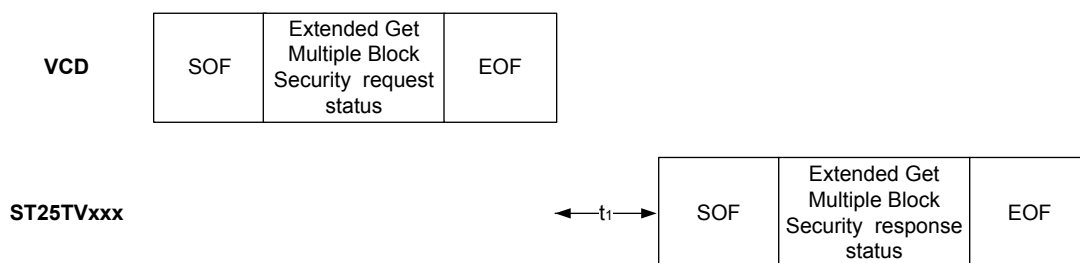 VCD
SOF
Extended Get
Multiple Block
Security request
status
EOF
ST25TVxxx
t1
SOF
Extended Get
Multiple Block
Security response
status
EOF